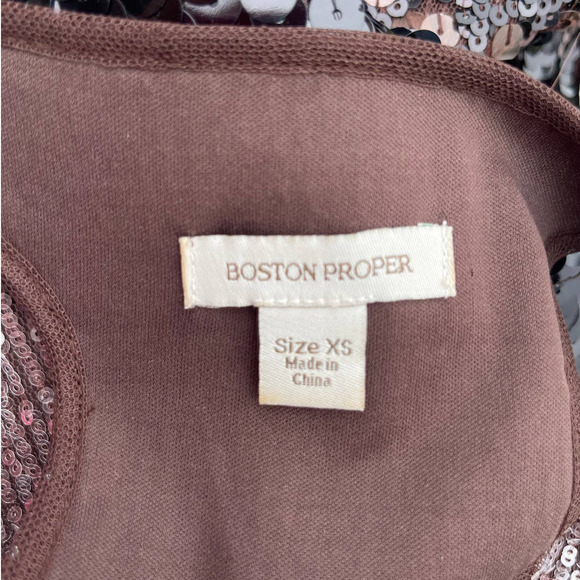 BOSTON PROPER
Size XS
Made in
China